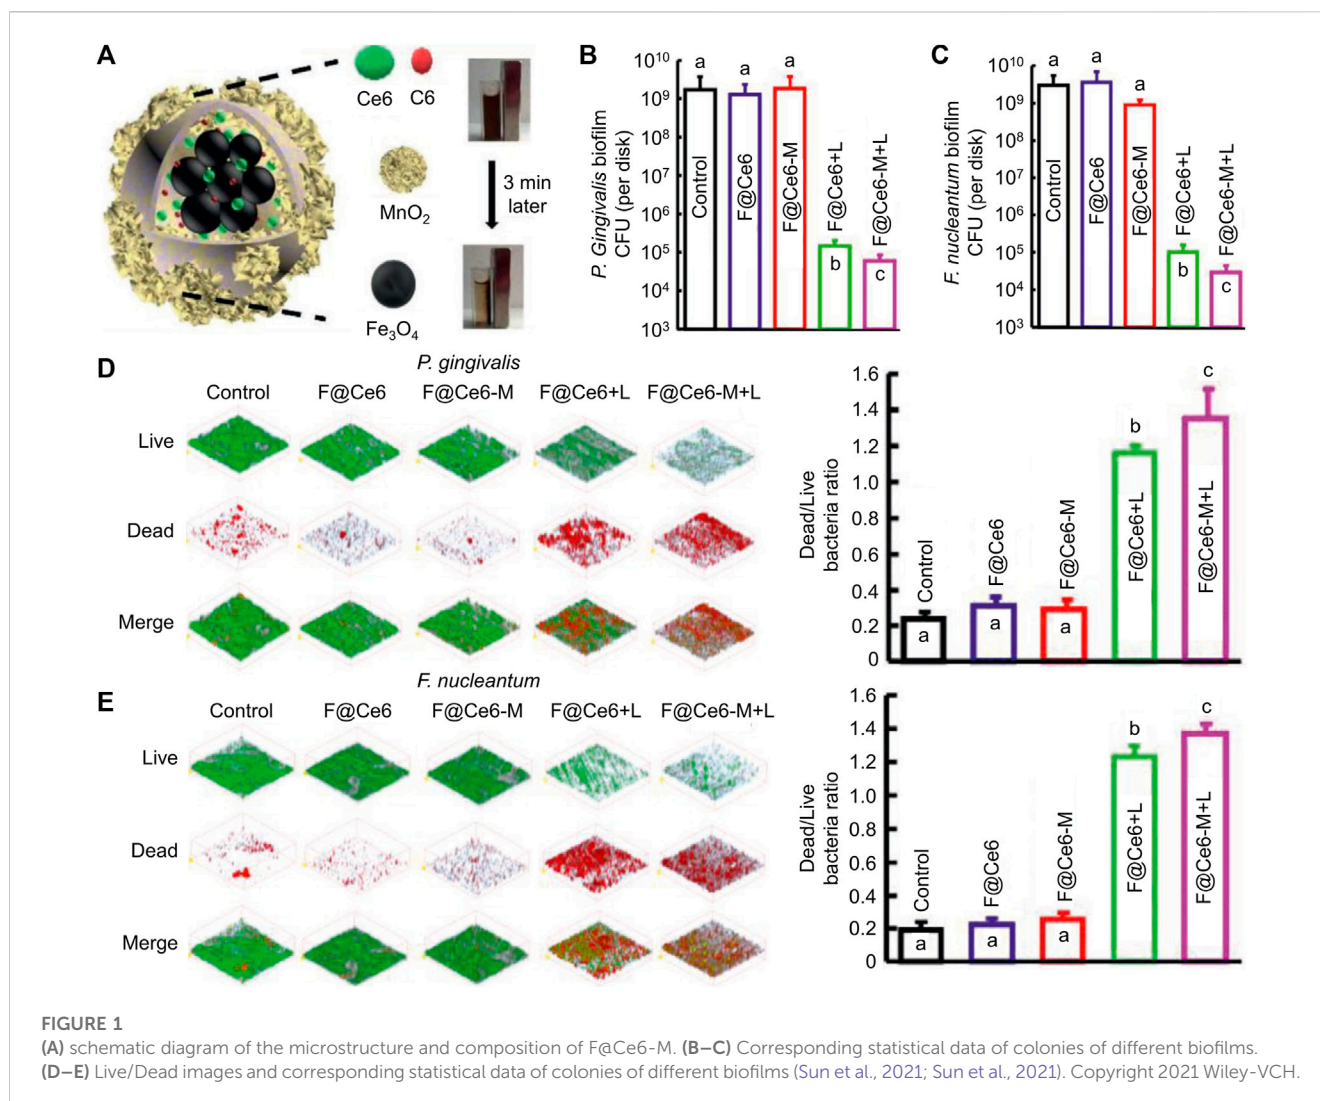 A
Ce6 C6
MnO2
Fe3O4
3 min
later
B
P. Gingivalis biofilm
CFU (per disk)
10^10
10^9
10^8
10^7
10^6
10^5
10^4
10^3
a
a
a
b
c
Control
F@Ce6
F@Ce6-M
F@Ce6+L
F@Ce6-M+L
C
F. nucleantum biofilm
CFU (per disk)
10^10
10^9
10^8
10^7
10^6
10^5
10^4
10^3
a
a
a
b
c
Control
F@Ce6
F@Ce6-M
F@Ce6+L
F@Ce6-M+L
D
P. gingivalis
Control F@Ce6 F@Ce6-M F@Ce6+L F@Ce6-M+L
Live
Dead
Merge
Dead/Live
bacteria ratio
1.6
1.4
1.2
1.0
0.8
0.6
0.4
0.2
0
Control
F@Ce6
F@Ce6-M
F@Ce6+L
F@Ce6-M+L
a
a
a
b
c
E
F. nucleantum
Control F@Ce6 F@Ce6-M F@Ce6+L F@Ce6-M+L
Live
Dead
Merge
Dead/Live
bacteria ratio
1.6
1.4
1.2
1.0
0.8
0.6
0.4
0.2
0
Control
F@Ce6
F@Ce6-M
F@Ce6+L
F@Ce6-M+L
a
a
a
b
c
FIGURE 1
(A) schematic diagram of the microstructure and composition of F@Ce6-M. (B–C) Corresponding statistical data of colonies of different biofilms.
(D–E) Live/Dead images and corresponding statistical data of colonies of different biofilms (Sun et al., 2021; Sun et al., 2021). Copyright 2021 Wiley-VCH.